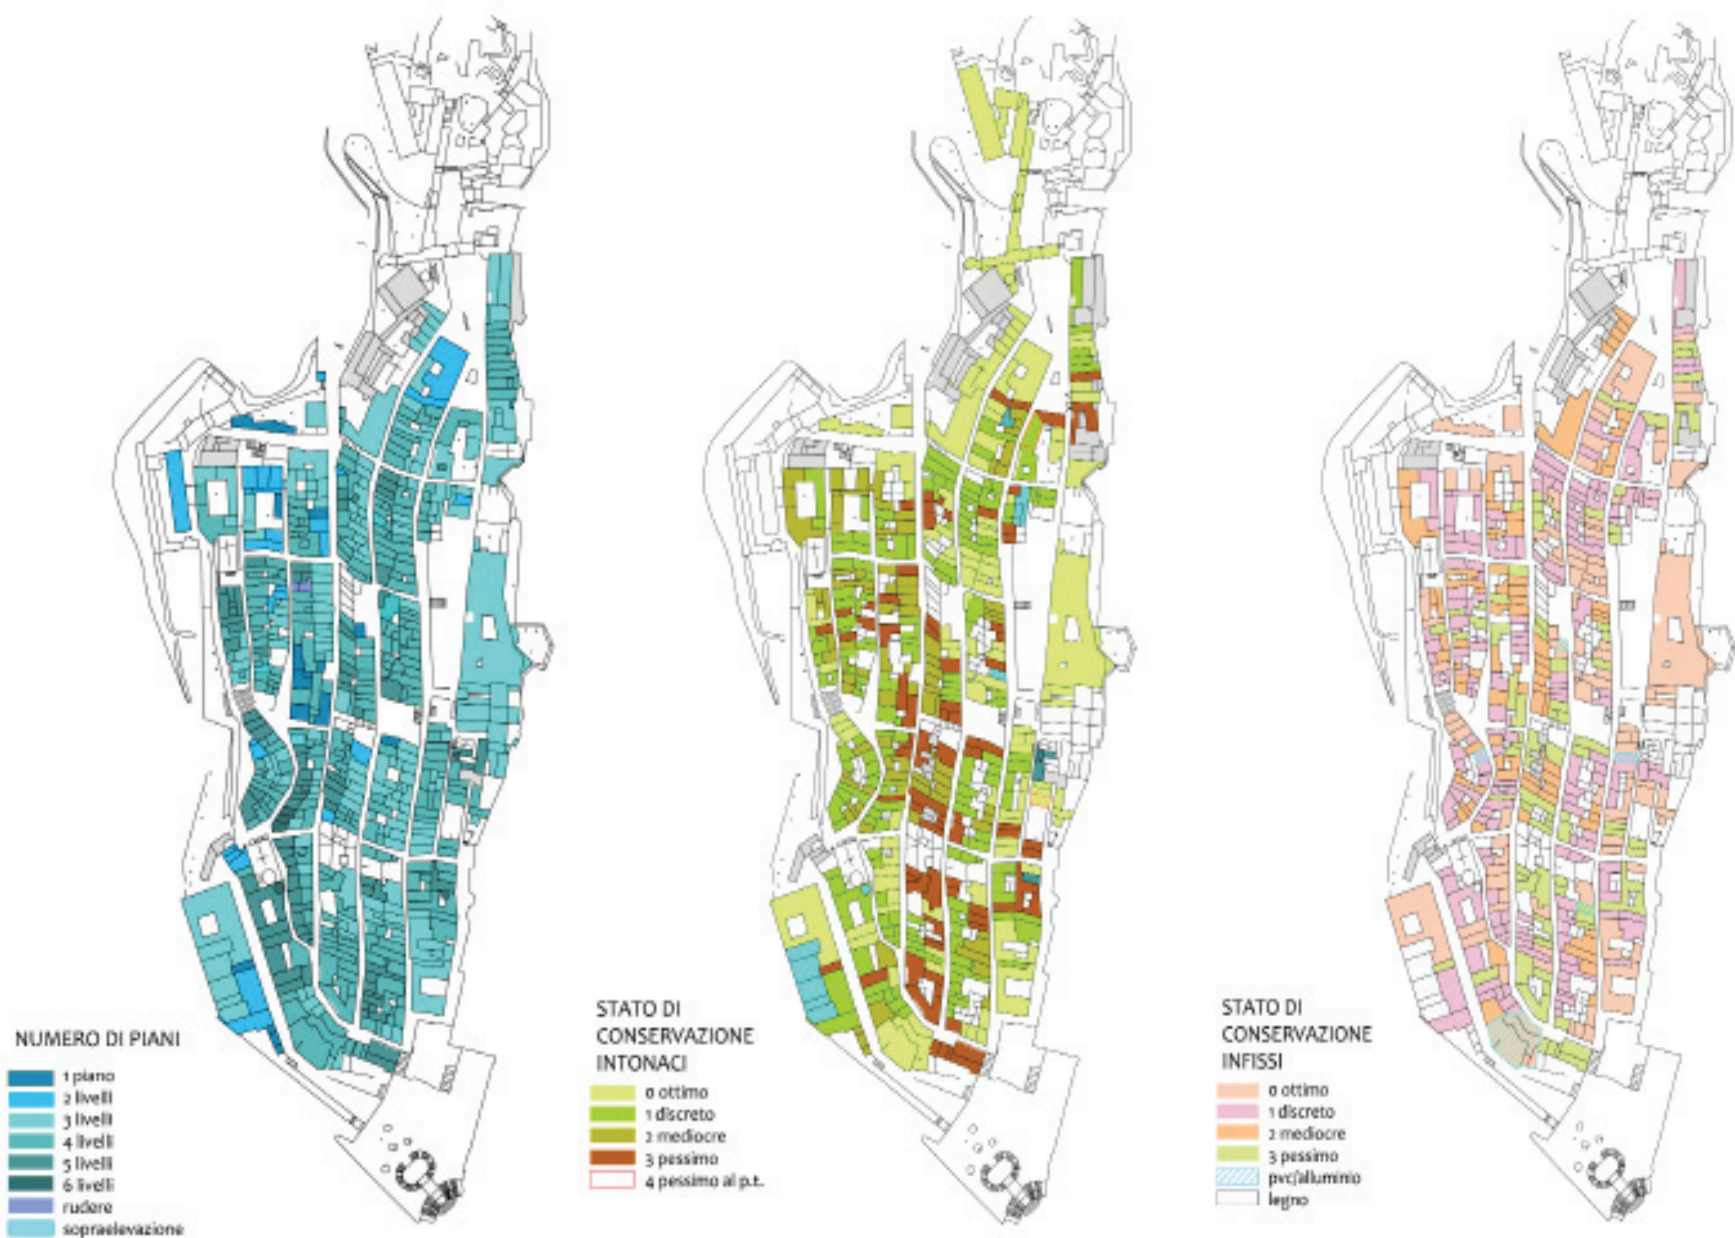 NUMERO DI PIANI
1 piano
2 livelli
3 livelli
4 livelli
5 livelli
6 livelli
rudere
sopraelevazione
STATO DI
CONSERVAZIONE
INTONACI
0 ottimo
1 discreto
2 mediocre
3 pessimo
4 pessimo al p.t.
STATO DI
CONSERVAZIONE
INFISSI
0 ottimo
1 discreto
2 mediocre
3 pessimo
pvc/alluminio
legno